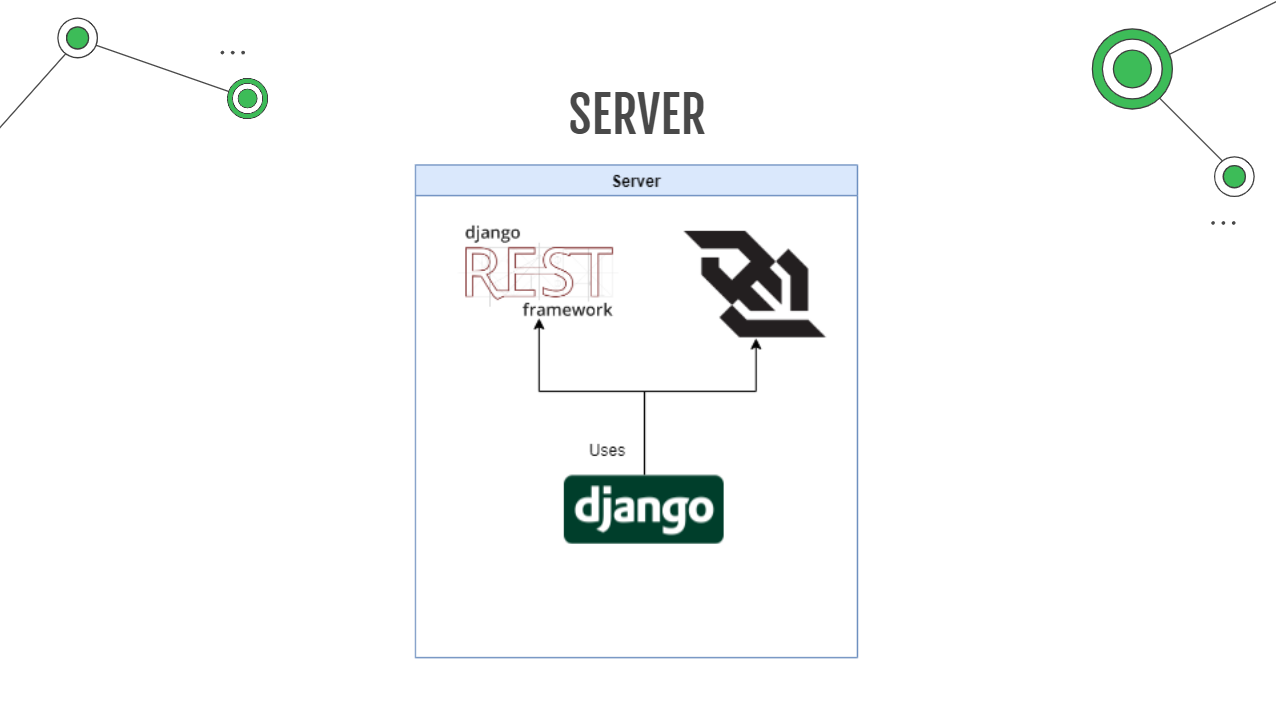 SERVER
Server
django
REST
framework
Uses
django